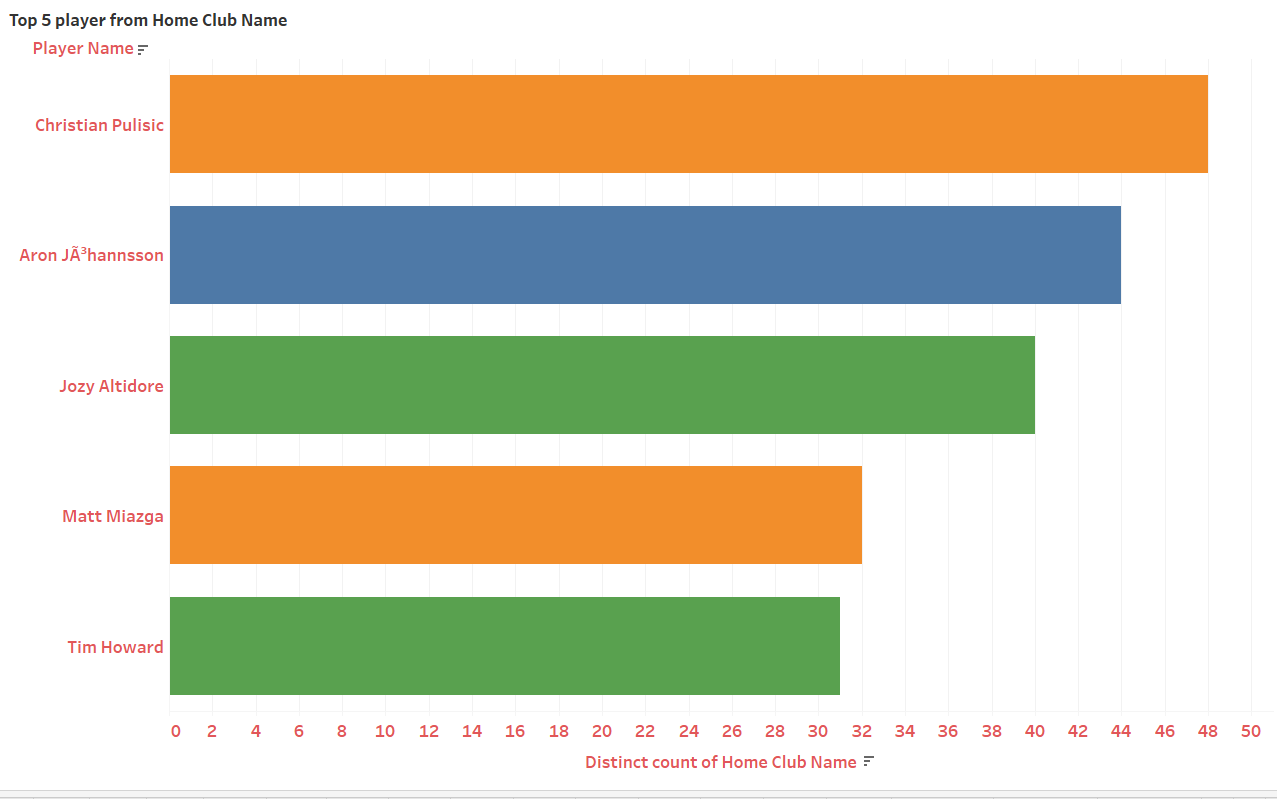 Top 5 player from Home Club Name
Player Name
Christian Pulisic
Aron JÃ³hannsson
Jozy Altidore
Matt Miazga
Tim Howard
0 2 4 6 8 10 12 14 16 18 20 22 24 26 28 30 32 34 36 38 40 42 44 46 48 50
Distinct count of Home Club Name